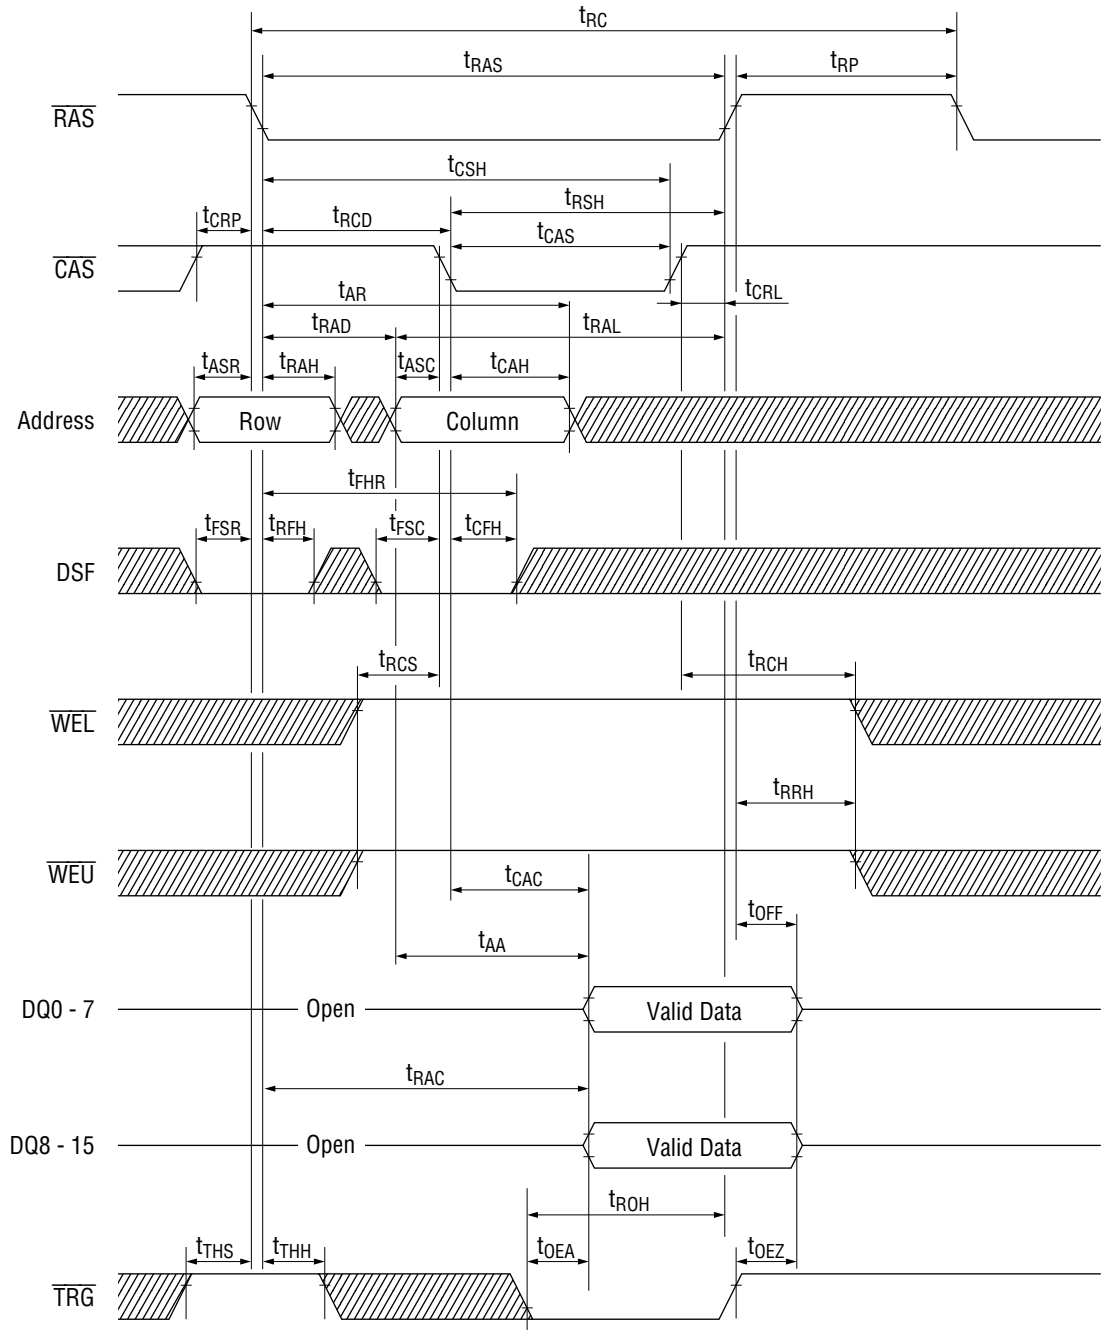 tRC
tRAS tRP
RAS
tCSH
tRSH
tCRP tRCD
tCAS
CAS
tAR tCRL
tRAD tRAL
tASR tRAH tASC tCAH
Address Row Column
tFHR
tFSR tRFH tFSC tCFH
DSF
tRCS tRCH
WEL
tRRH
WEU
tCAC
tOFF
tAA
DQ0 - 7 Open Valid Data
tRAC
DQ8 - 15 Open Valid Data
tROH
tTHS tTHH tOEA tOEZ
TRG